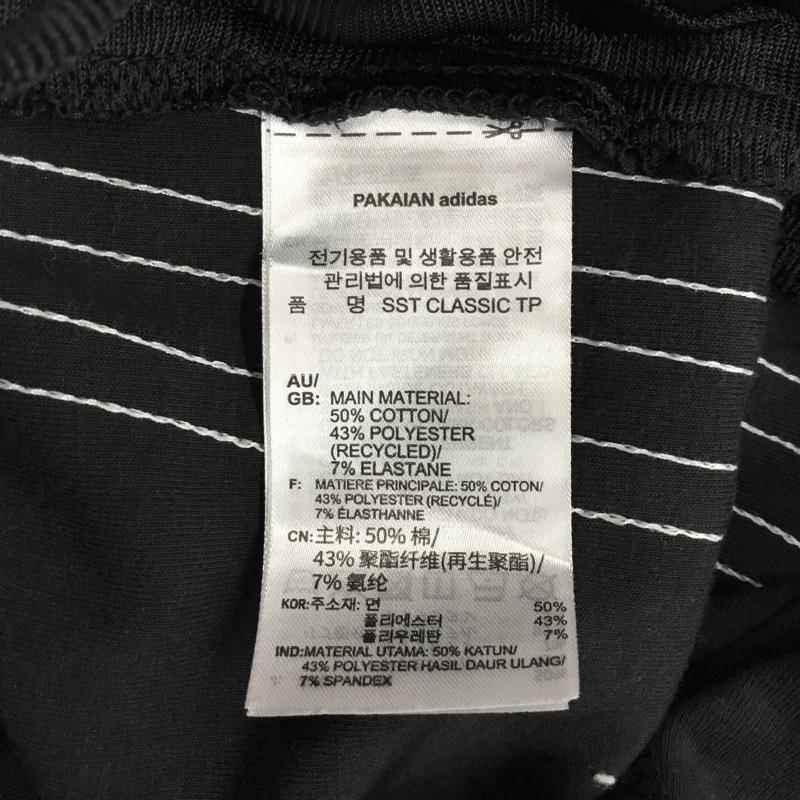 PAKAIAN adidas
전기용품 및 생활용품 안전
관리법에 의한 품질표시
품 명 SST CLASSIC TP
AU/
GB: MAIN MATERIAL:
50% COTTON/
43% POLYESTER
(RECYCLED)/
7% ELASTANE
F: MATIERE PRINCIPALE: 50% COTON/
43% POLYESTER (RECYCLÉ)/
7% ÉLASTHANNE
CN: 主料: 50% 棉/
43% 聚酯纤维(再生聚酯)/
7% 氨纶
KOR: 주소재: 면 50%
폴리에스터 43%
폴리우레탄 7%
IND: MATERIAL UTAMA: 50% KATUN/
43% POLYESTER HASIL DAUR ULANG/
7% SPANDEX